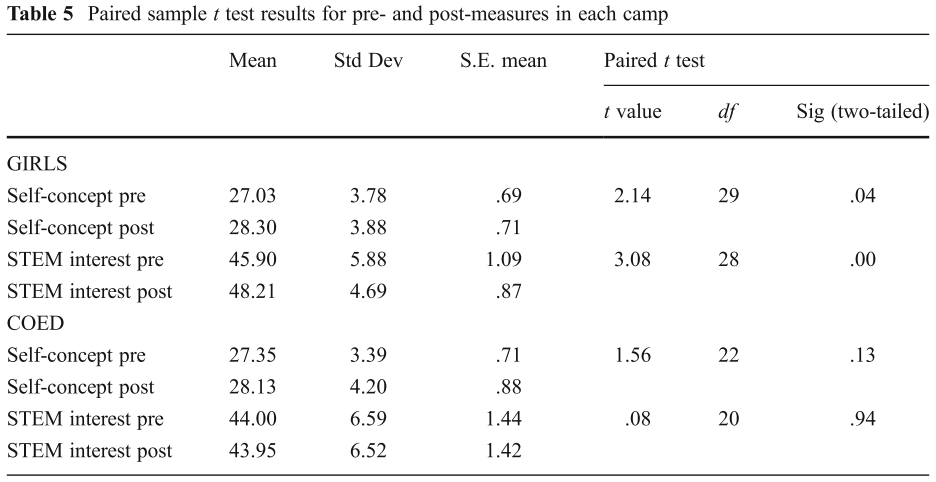 Table 5 Paired sample t test results for pre- and post-measures in each camp
Mean Std Dev S.E. mean Paired t test
t value df Sig (two-tailed)
GIRLS
Self-concept pre 27.03 3.78 .69 2.14 29 .04
Self-concept post 28.30 3.88 .71
STEM interest pre 45.90 5.88 1.09 3.08 28 .00
STEM interest post 48.21 4.69 .87
COED
Self-concept pre 27.35 3.39 .71 1.56 22 .13
Self-concept post 28.13 4.20 .88
STEM interest pre 44.00 6.59 1.44 .08 20 .94
STEM interest post 43.95 6.52 1.42